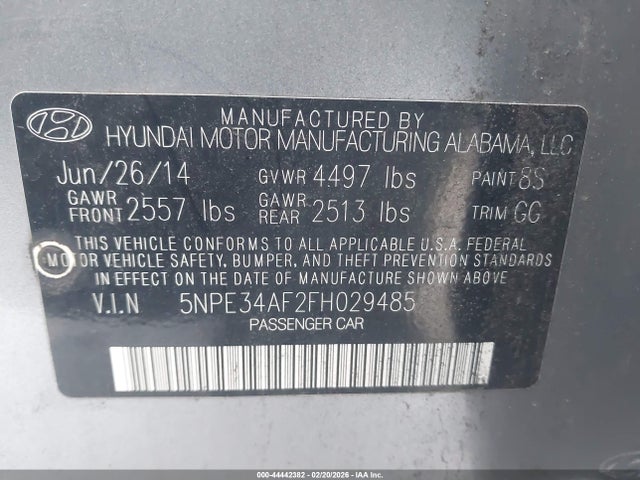 MANUFACTURED BY
HYUNDAI MOTOR MANUFACTURING ALABAMA, LLC
Jun/26/14 GVWR 4497 lbs PAINT 8S
GAWR FRONT 2557 lbs GAWR REAR 2513 lbs TRIM GG
THIS VEHICLE CONFORMS TO ALL APPLICABLE U.S.A. FEDERAL
MOTOR VEHICLE SAFETY, BUMPER, AND THEFT PREVENTION STANDARDS
IN EFFECT ON THE DATE OF MANUFACTURE SHOWN ABOVE
V.I.N 5NPE34AF2FH029485
PASSENGER CAR
000-44442382 - 02/20/2026 - IAA Inc.